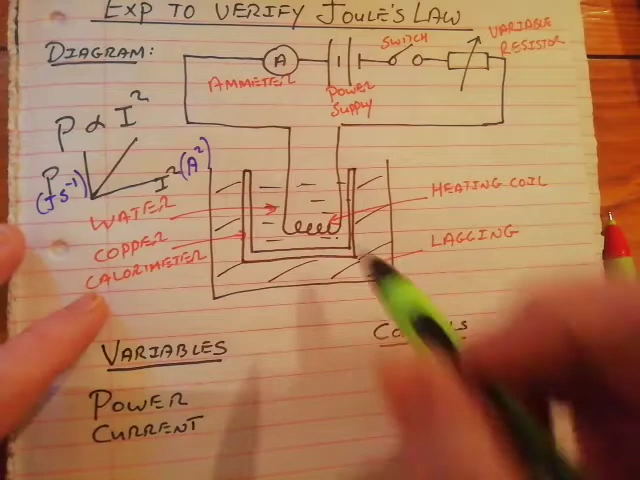 EXP TO VERIFY JOULE'S LAW
DIAGRAM:
A
AMMETER
POWER
SUPPLY
SWITCH
VARIABLE
RESISTOR
P ∝ I²
P
(Js⁻¹)
I² (A²)
WATER
COPPER
CALORIMETER
HEATING COIL
LAGGING
VARIABLES
POWER
CURRENT